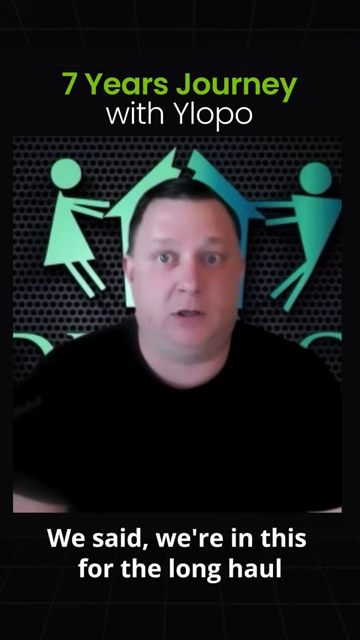 7 Years Journey
with Ylopo
We said, we're in this
for the long haul